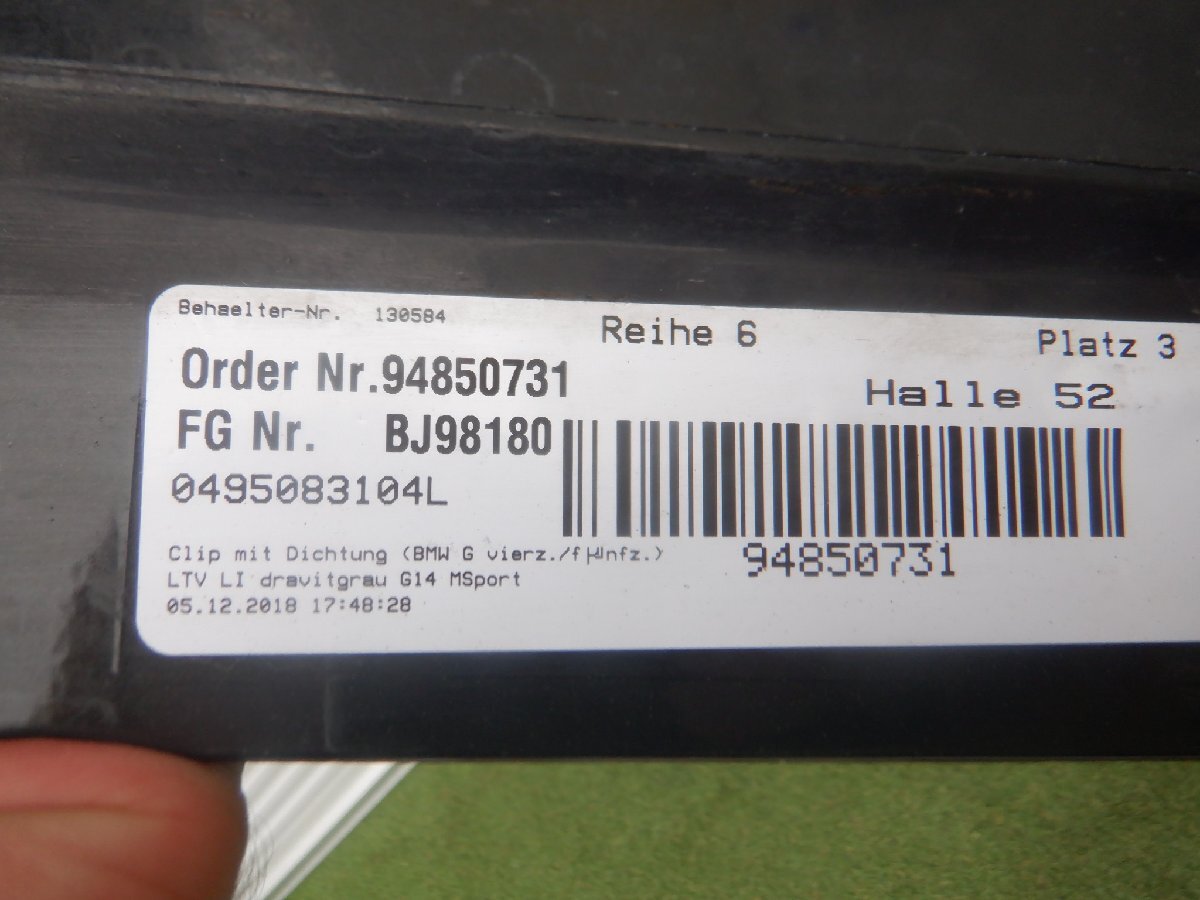 Behaelter-Nr. 130584
Reihe 6
Platz 3
Order Nr.94850731
Halle 52
FG Nr. BJ98180
0495083104L
94850731
Clip mit Dichtung (BMW G vierz./
LTV LI dravitgrau G14 MSport
05.12.2018 17:48:28